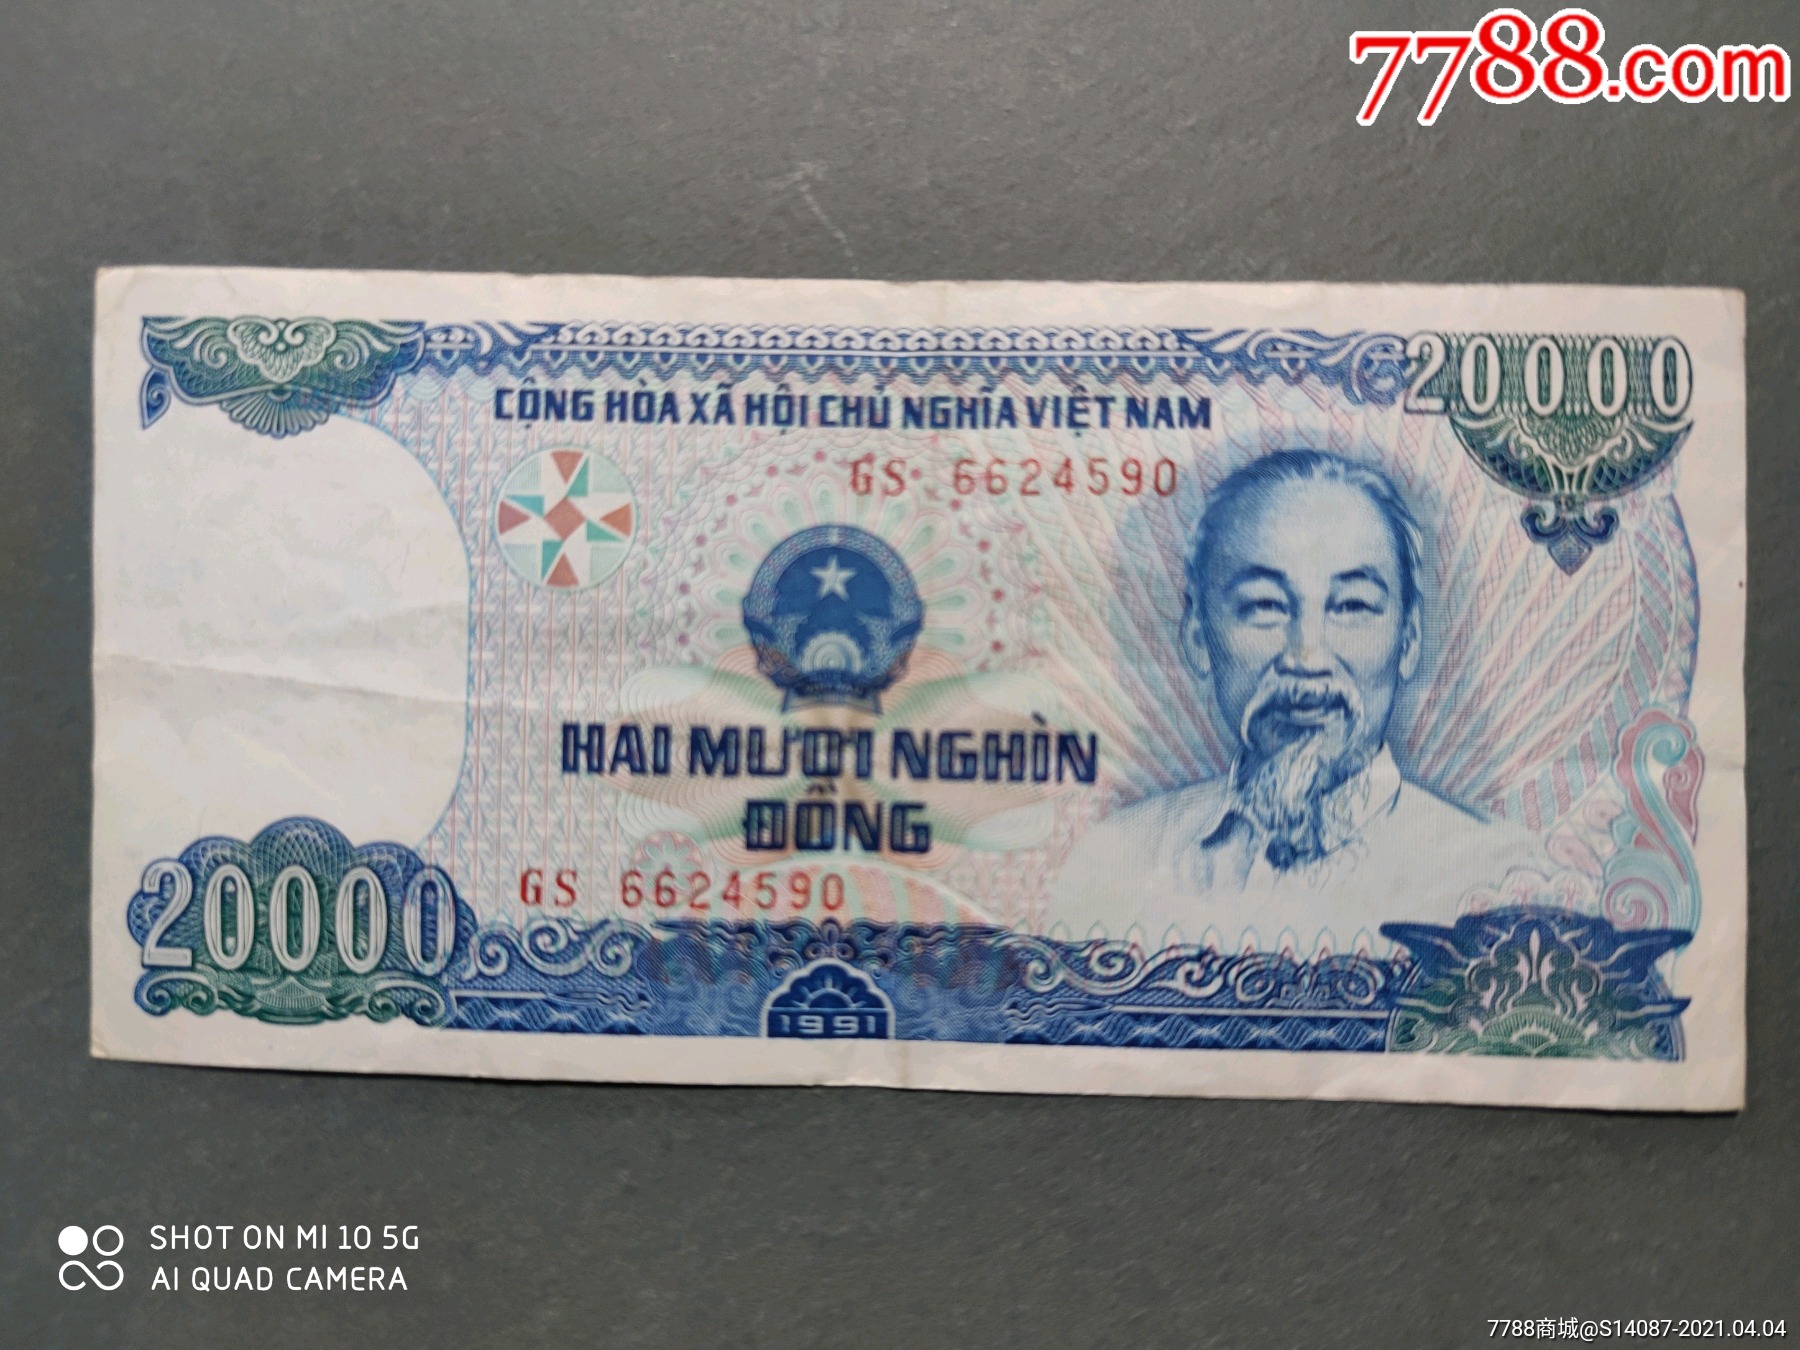 7788.com
20000
CỘNG HÒA XÃ HỘI CHỦ NGHĨA VIỆT NAM
GS 6624590
HAI MƯƠI NGHÌN
ĐỒNG
GS 6624590
20000
1991
SHOT ON MI 10 5G
AI QUAD CAMERA
7788商城@S14087-2021.04.04